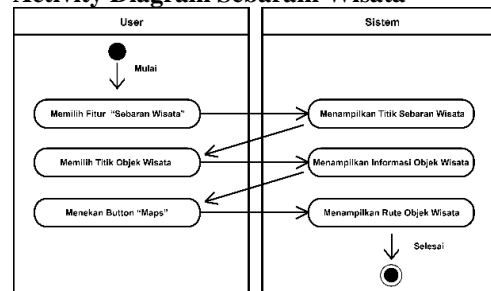 Activity Diagram Sebaram Wisata
User
Sistem
Mulai
Memilih Fitur “Sebaran Wisata”
Menampilkan Titik Sebaran Wisata
Memilih Titik Objek Wisata
Menampilkan Informasi Objek Wisata
Menekan Button “Maps”
Menampilkan Rute Objek Wisata
Selesai